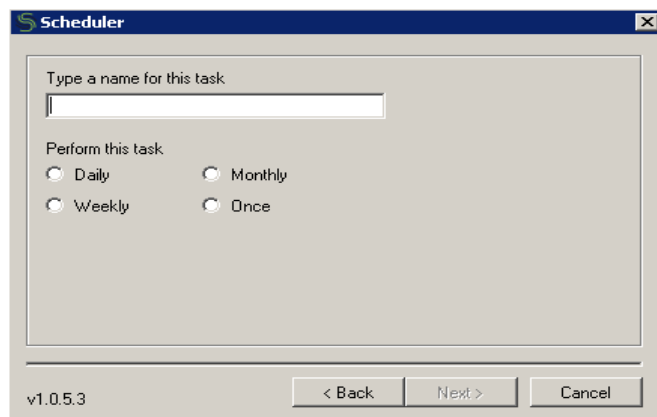 Scheduler
Type a name for this task
Perform this task
Daily Monthly
Weekly Once
v1.0.5.3 < Back Next > Cancel